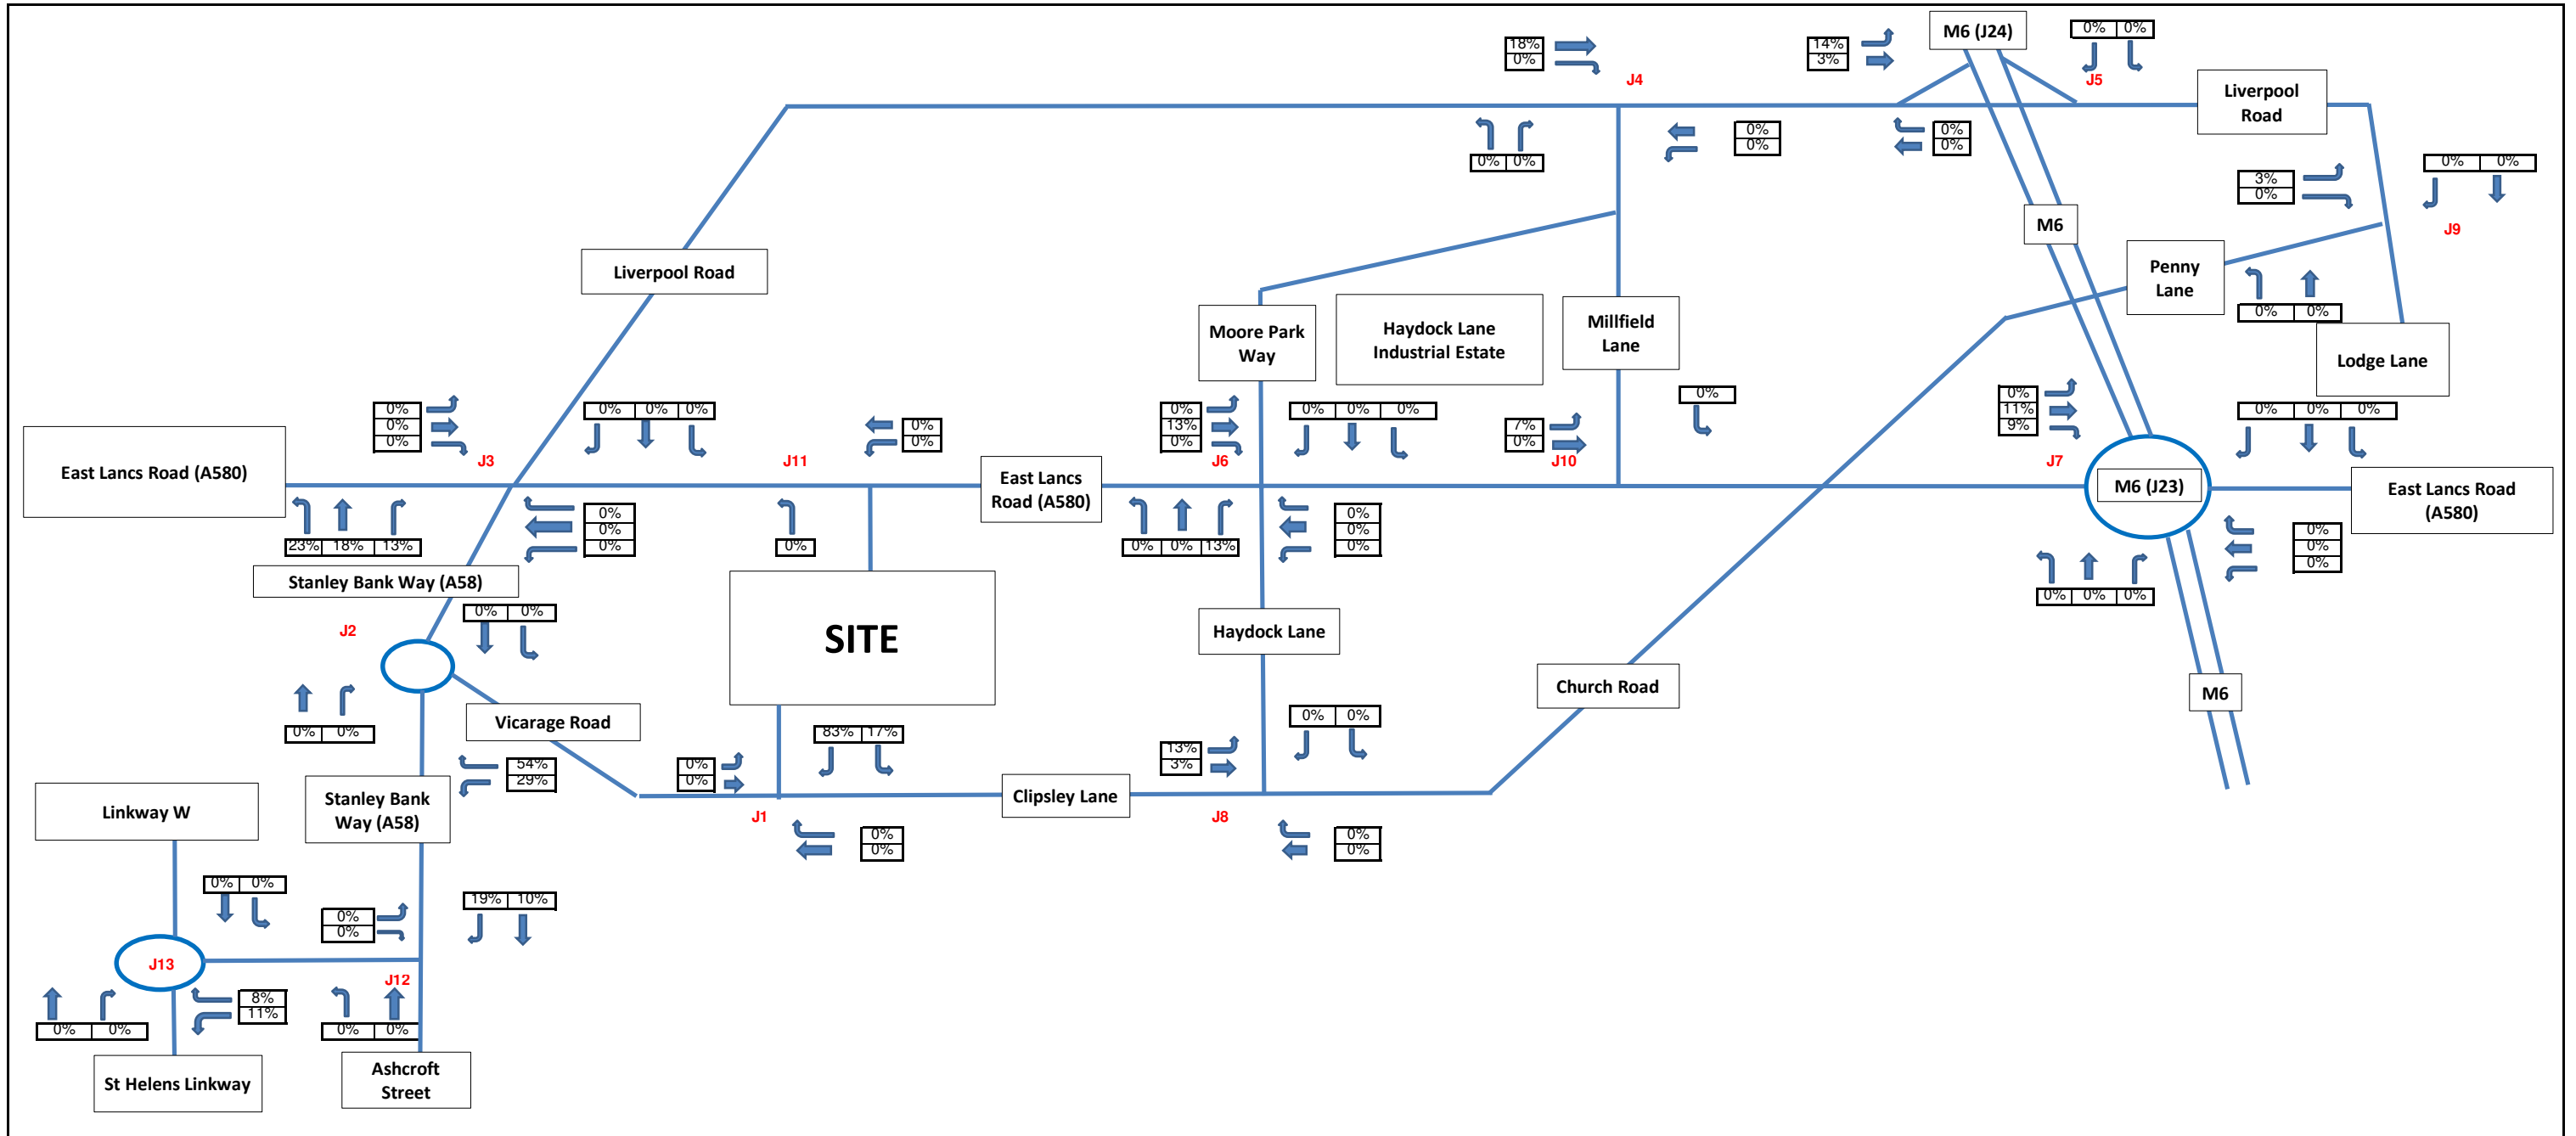 M6 (J24)
0% 0%
18%
0%
14%
3%
J4
J5
Liverpool
Road
0% 0%
0%
0%
0%
0%
3%
0%
0% 0%
J9
M6
Penny
Lane
0% 0%
Liverpool Road
Moore Park
Way
Haydock Lane
Industrial Estate
Millfield
Lane
Lodge Lane
0%
0%
0%
0% 0% 0%
0%
0%
0%
13%
0%
0% 0% 0%
7%
0%
0%
0%
11%
9%
0% 0% 0%
J3
J11
J6
J10
J7
East Lancs Road (A580)
East Lancs
Road (A580)
M6 (J23)
East Lancs Road
(A580)
23% 18% 13%
0%
0%
0%
0%
0% 0% 13%
0%
0%
0%
0% 0% 0%
0%
0%
0%
Stanley Bank Way (A58)
0% 0%
J2
SITE
Haydock Lane
Church Road
M6
0% 0%
Vicarage Road
54%
29%
0%
0%
83% 17%
13%
3%
0% 0%
Linkway W
Stanley Bank
Way (A58)
Clipsley Lane
J1
J8
0%
0%
0%
0%
0% 0%
0%
0%
19% 10%
J13
J12
0% 0%
8%
11%
0% 0%
St Helens Linkway
Ashcroft
Street